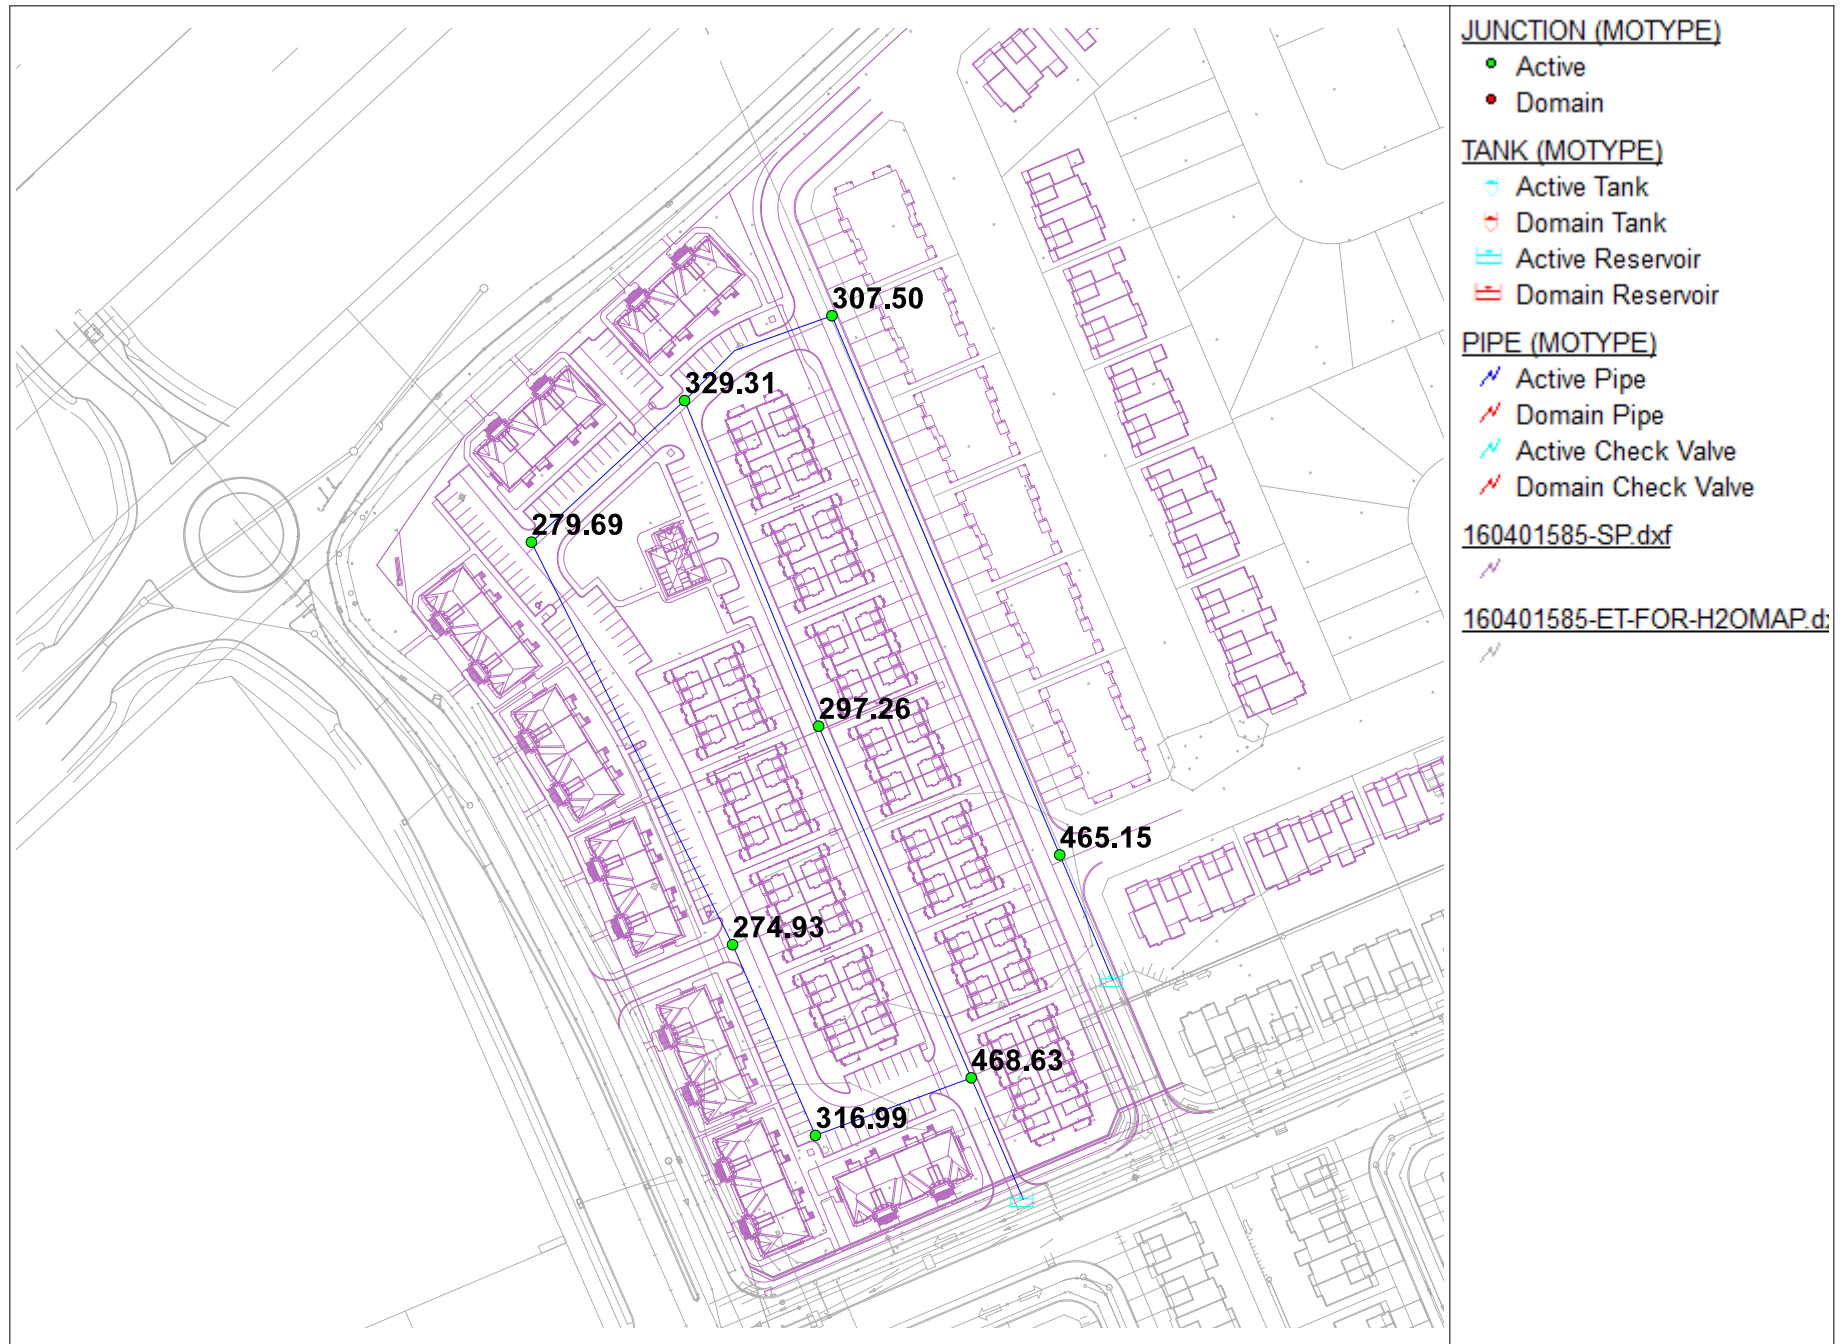 307.50
329.31
279.69
297.26
465.15
274.93
468.63
316.99
JUNCTION (MOTYPE)
Active
Domain
TANK (MOTYPE)
Active Tank
Domain Tank
Active Reservoir
Domain Reservoir
PIPE (MOTYPE)
Active Pipe
Domain Pipe
Active Check Valve
Domain Check Valve
160401585-SP.dxf
160401585-ET-FOR-H2OMAP.d